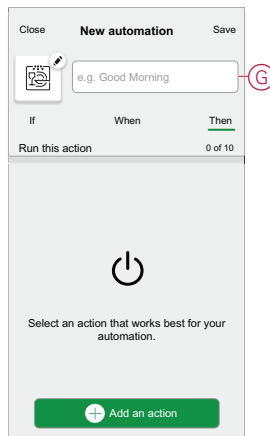 Close New automation Save
e.g. Good Morning
G
If When Then
Run this action 0 of 10
Select an action that works best for your
automation.
Add an action